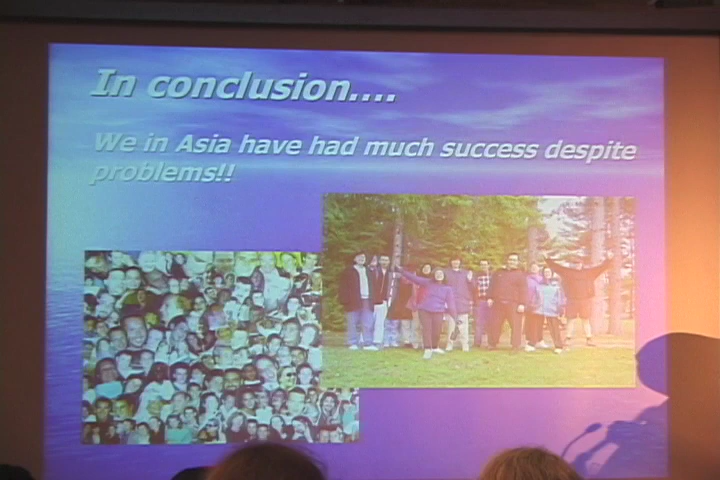 In conclusion....
We in Asia have had much success despite
problems!!